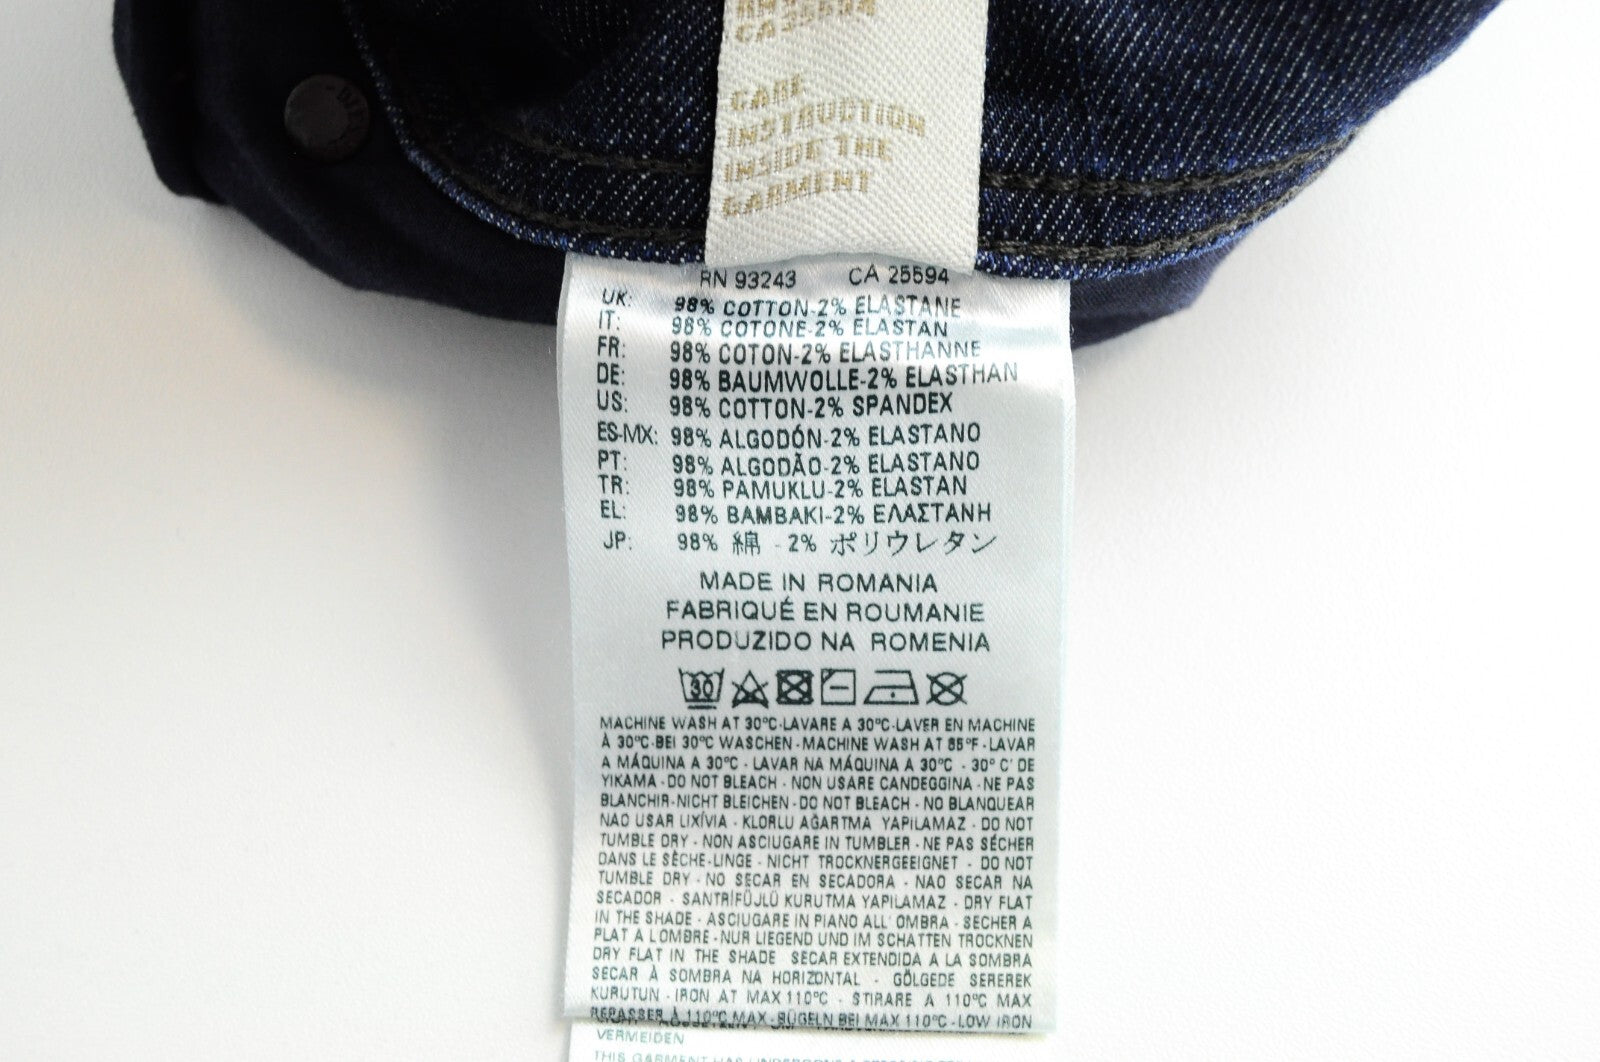 CA25594
CARE
INSTRUCTION
INSIDE THE
GARMENT
RN 93243 CA 25594
UK: 98% COTTON-2% ELASTANE
IT: 98% COTONE-2% ELASTAN
FR: 98% COTON-2% ELASTHANNE
DE: 98% BAUMWOLLE-2% ELASTHAN
US: 98% COTTON-2% SPANDEX
ES-MX: 98% ALGODÓN-2% ELASTANO
PT: 98% ALGODÃO-2% ELASTANO
TR: 98% PAMUKLU-2% ELASTAN
EL: 98% BAMBAKI-2% ΕΛΑΣΤΑΝΗ
JP: 98% 綿 - 2% ポリウレタン
MADE IN ROMANIA
FABRIQUÉ EN ROUMANIE
PRODUZIDO NA ROMENIA
30
MACHINE WASH AT 30°C-LAVARE A 30°C-LAVER EN MACHINE
À 30°C-BEI 30°C WASCHEN - MACHINE WASH AT 85°F - LAVAR
A MÁQUINA A 30°C - LAVAR NA MÁQUINA A 30°C - 30° C' DE
YIKAMA - DO NOT BLEACH - NON USARE CANDEGGINA - NE PAS
BLANCHIR-NICHT BLEICHEN - DO NOT BLEACH - NO BLANQUEAR
NAO USAR LIXÍVIA - KLORLU AĞARTMA YAPILAMAZ - DO NOT
TUMBLE DRY - NON ASCIUGARE IN TUMBLER - NE PAS SÉCHER
DANS LE SÈCHE-LINGE - NICHT TROCKNERGEEIGNET - DO NOT
TUMBLE DRY - NO SECAR EN SECADORA - NAO SECAR NA
SECADOR - SANTRİFÜJLÜ KURUTMA YAPILAMAZ - DRY FLAT
IN THE SHADE - ASCIUGARE IN PIANO ALL' OMBRA - SECHER A
PLAT A LOMBRE - NUR LIEGEND UND IM SCHATTEN TROCKNEN
DRY FLAT IN THE SHADE SECAR EXTENDIDA A LA SOMBRA
SECAR À SOMBRA NA HORIZONTAL - GÖLGEDE SEREREK
KURUTUN - IRON AT MAX 110°C - STIRARE A 110°C MAX
REPASSER À 110°C MAX - BÜGELN BEI MAX 110°C - LOW IRON
VERMEIDEN
THIS GARMENT HAS UNDERGONE A